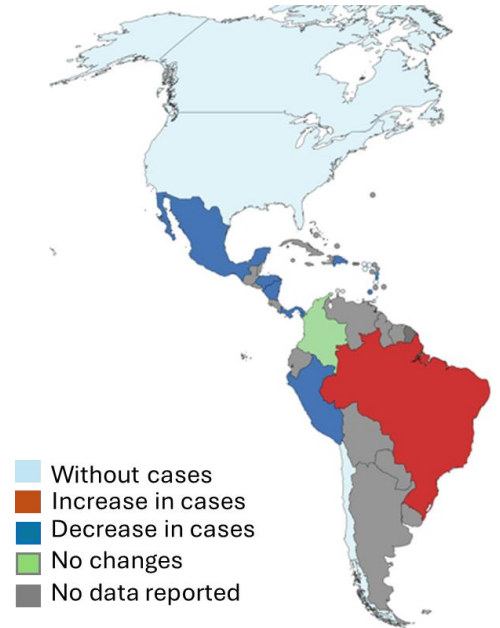 Without cases
Increase in cases
Decrease in cases
No changes
No data reported